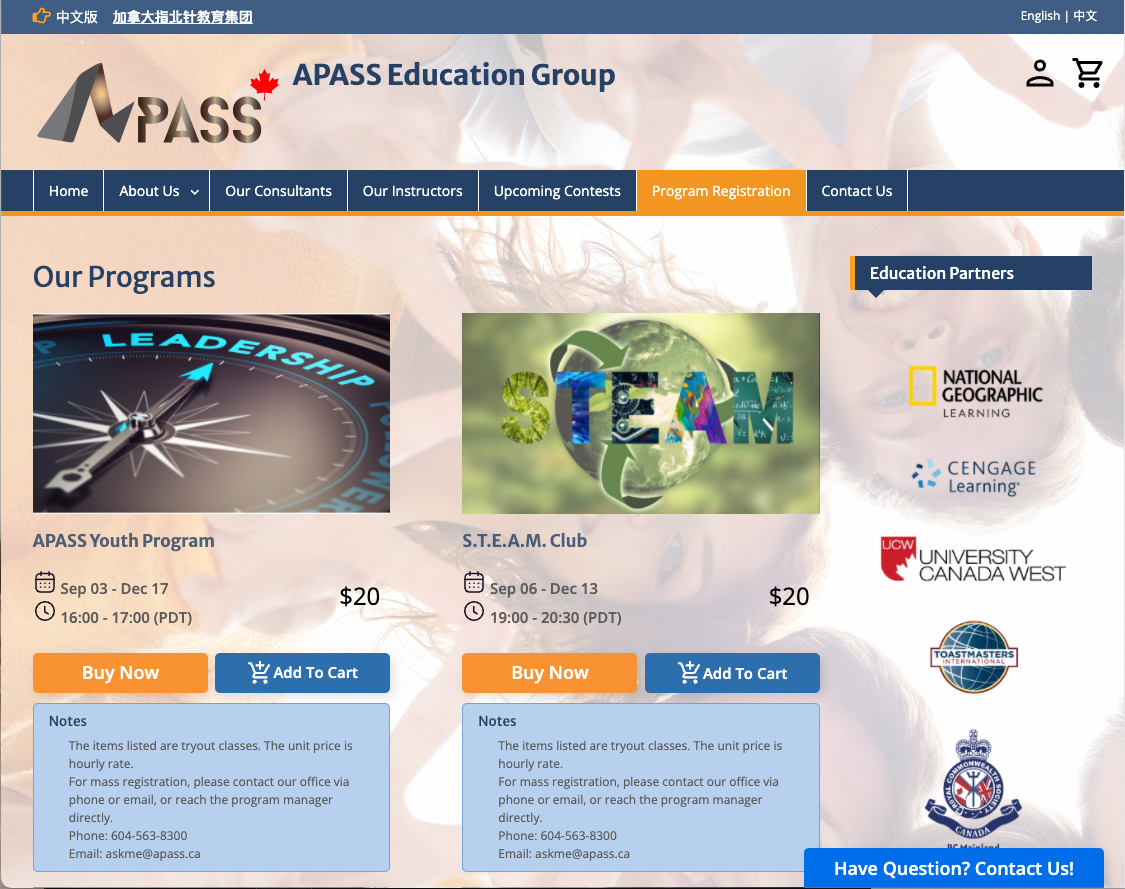 中文版 加拿大指北针教育集团
English | 中文
APASS
APASS Education Group
Home
About Us
Our Consultants
Our Instructors
Upcoming Contests
Program Registration
Contact Us
Our Programs
LEADERSHIP
APASS Youth Program
Sep 03 - Dec 17
16:00 - 17:00 (PDT)
$20
Buy Now
Add To Cart
Notes
The items listed are tryout classes. The unit price is
hourly rate.
For mass registration, please contact our office via
phone or email, or reach the program manager
directly.
Phone: 604-563-8300
Email: askme@apass.ca
STEAM
S.T.E.A.M. Club
Sep 06 - Dec 13
19:00 - 20:30 (PDT)
$20
Buy Now
Add To Cart
Notes
The items listed are tryout classes. The unit price is
hourly rate.
For mass registration, please contact our office via
phone or email, or reach the program manager
directly.
Phone: 604-563-8300
Email: askme@apass.ca
Education Partners
NATIONAL
GEOGRAPHIC
LEARNING
CENGAGE
Learning
UCW
UNIVERSITY
CANADA WEST
TOASTMASTERS
INTERNATIONAL
ROYAL COMMONWEALTH SOCIETY
CANADA
BC Mainland
Have Question? Contact Us!